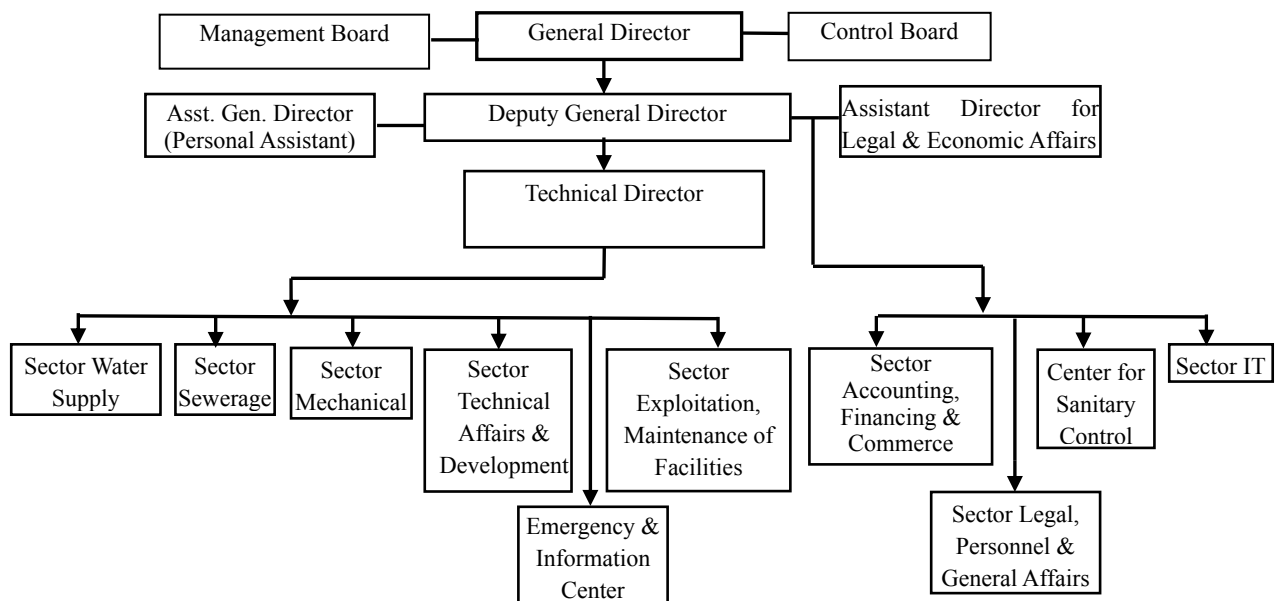 Management Board
General Director
Control Board
Asst. Gen. Director
(Personal Assistant)
Deputy General Director
Assistant Director for
Legal & Economic Affairs
Technical Director
Sector Water
Supply
Sector
Sewerage
Sector
Mechanical
Sector
Technical
Affairs &
Development
Sector
Exploitation,
Maintenance of
Facilities
Sector
Accounting,
Financing &
Commerce
Center for
Sanitary
Control
Sector IT
Emergency &
Information
Center
Sector Legal,
Personnel &
General Affairs